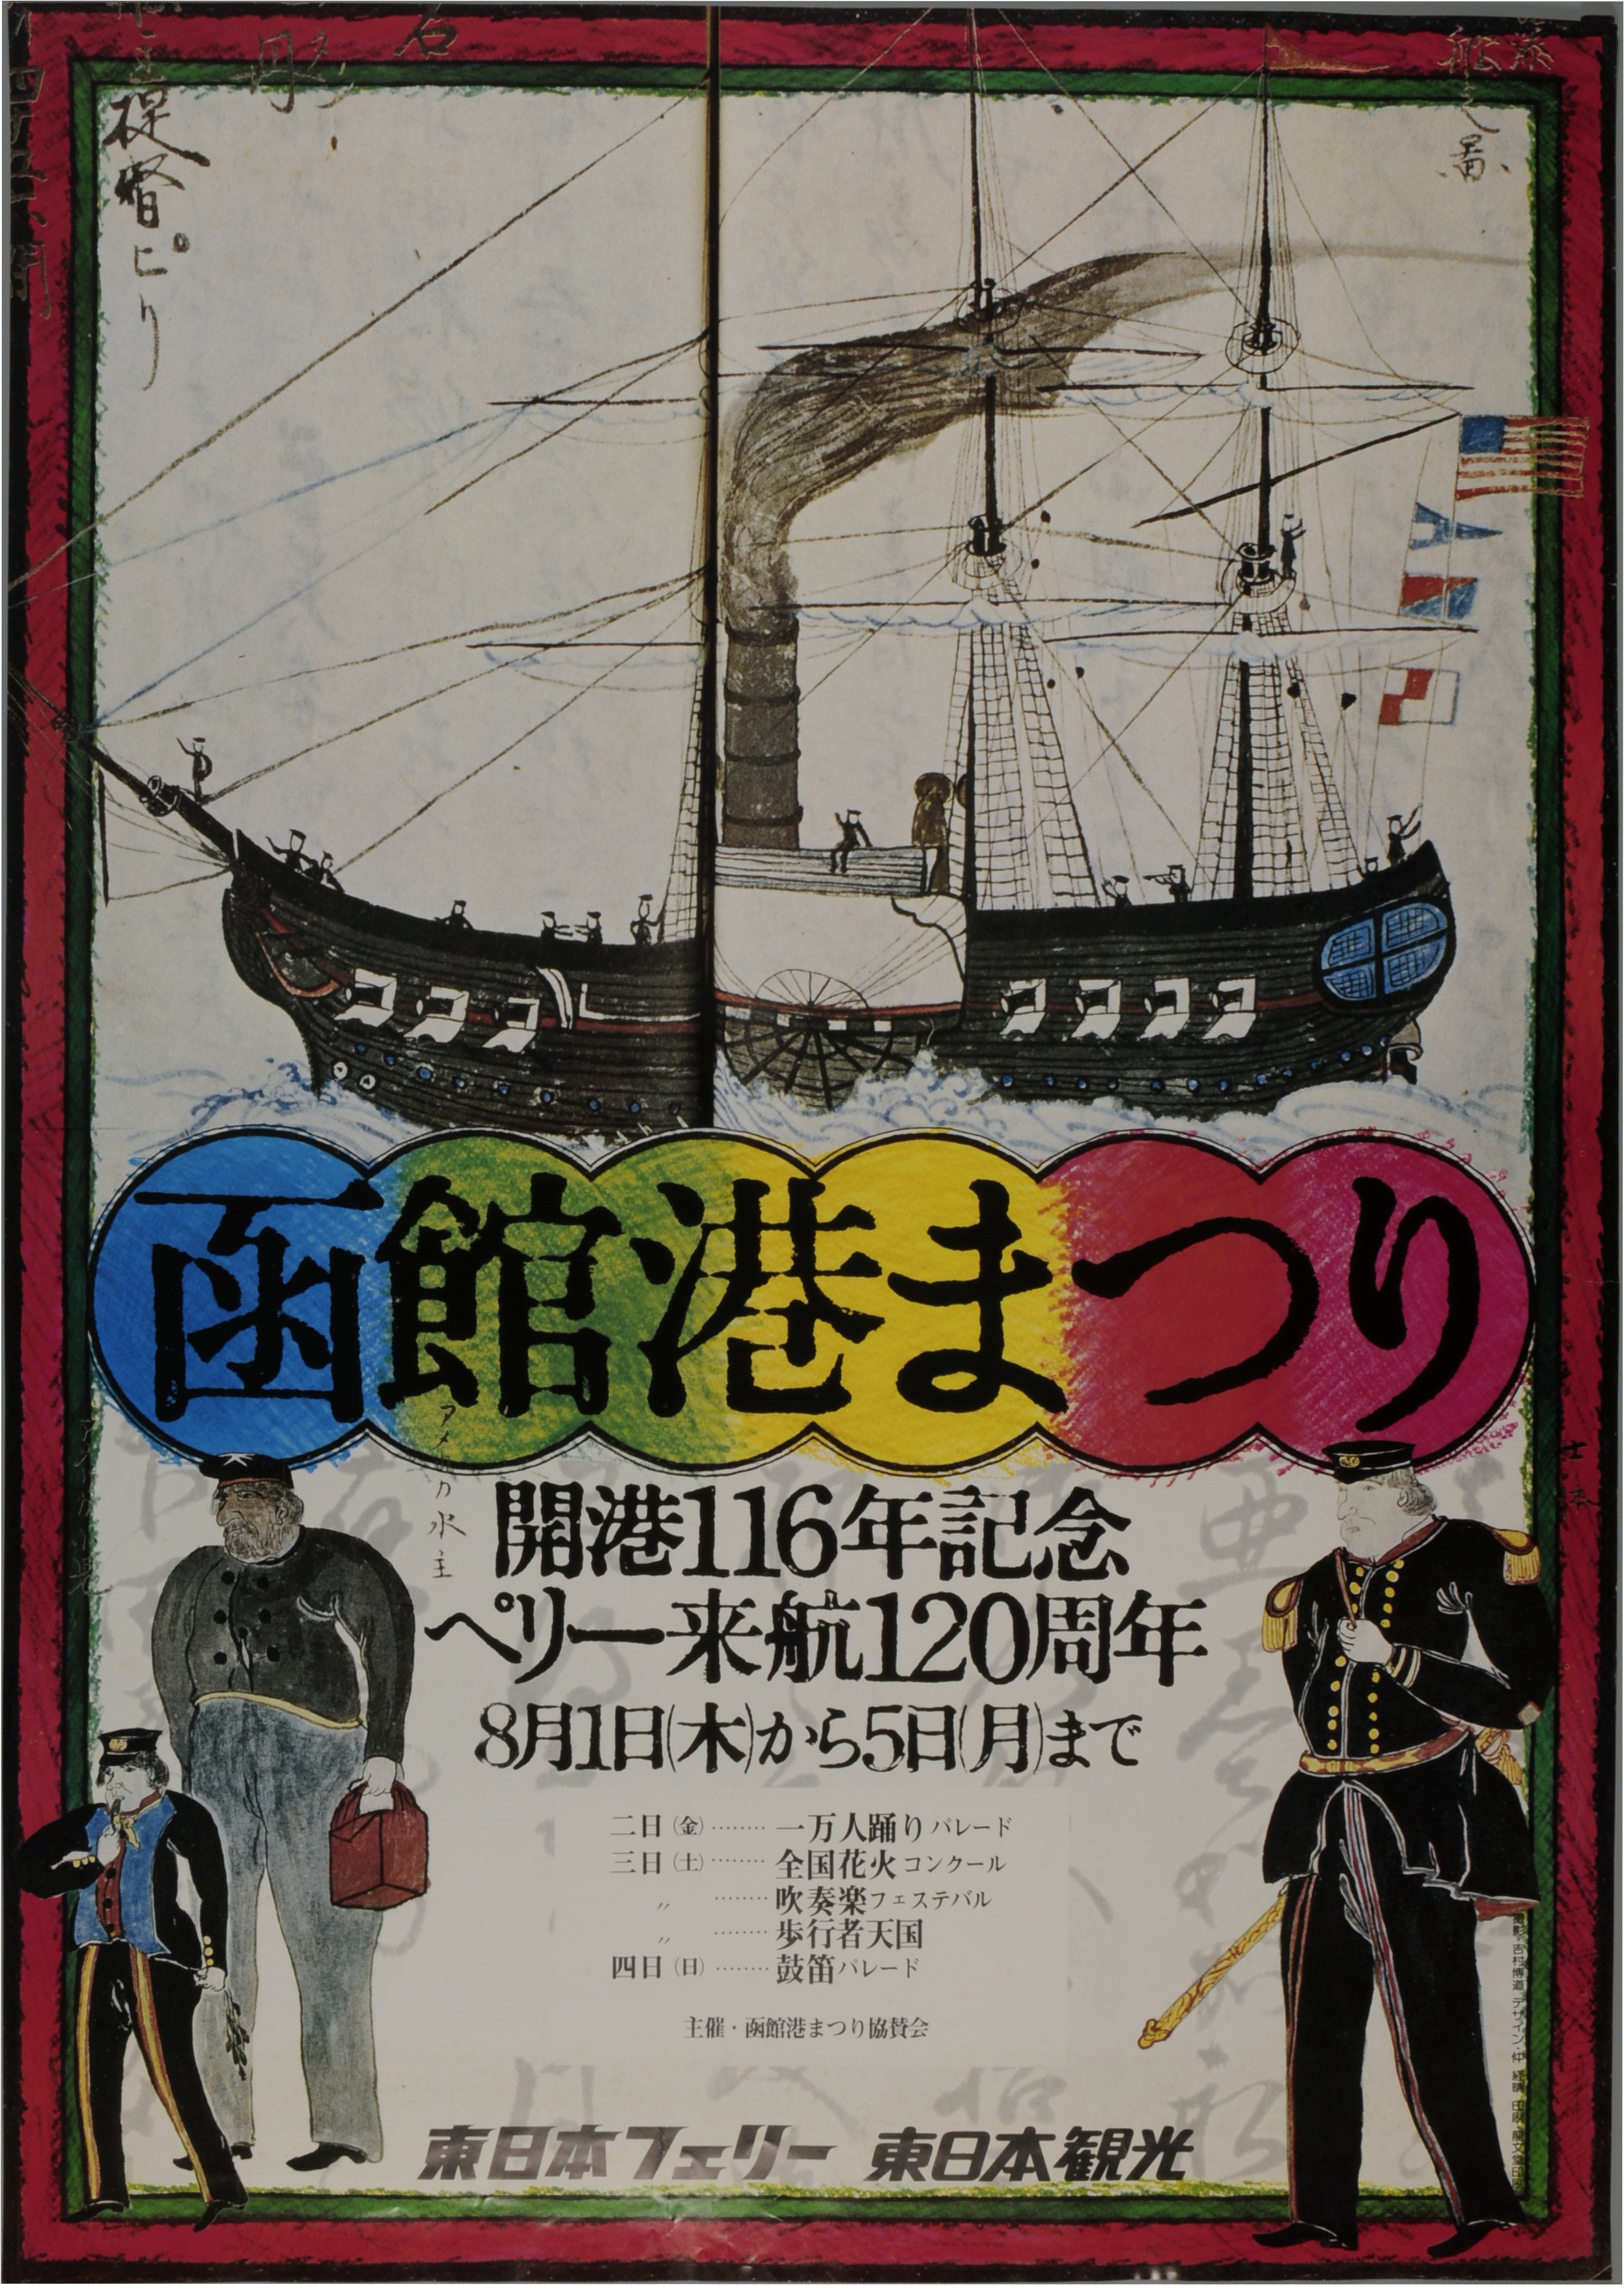 提督ピリ
之
圖
函館港まつり
アメリカ水主
開港116年記念
ペリー来航120周年
8月1日(木)から5日(月)まで
二日(金)………一万人踊りパレード
三日(土)………全国花火コンクール
〃………吹奏楽フェステバル
〃………歩行者天国
四日(日)………鼓笛パレード
主催・函館港まつり協賛会
東日本フェリー 東日本観光